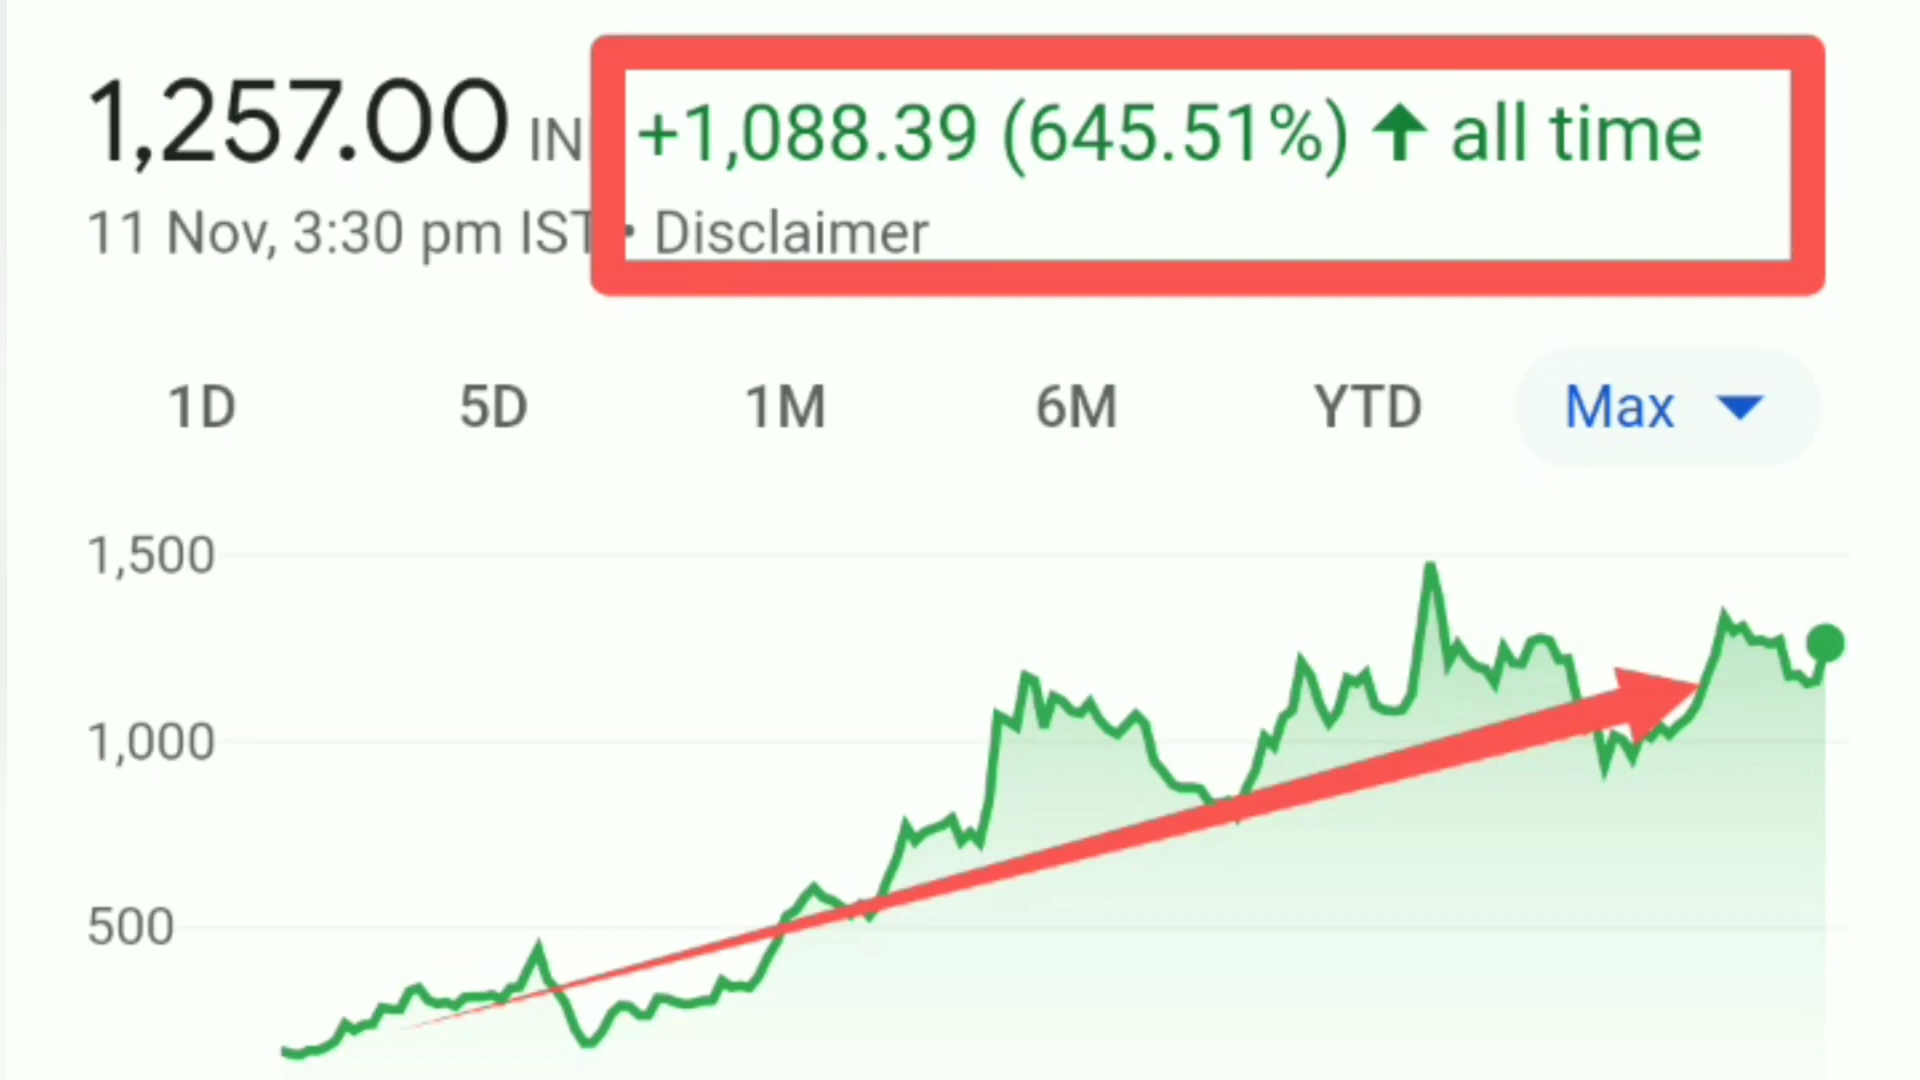 1,257.00 IN +1,088.39 (645.51%) ↑ all time
11 Nov, 3:30 pm IST • Disclaimer
1D 5D 1M 6M YTD Max
1,500
1,000
500